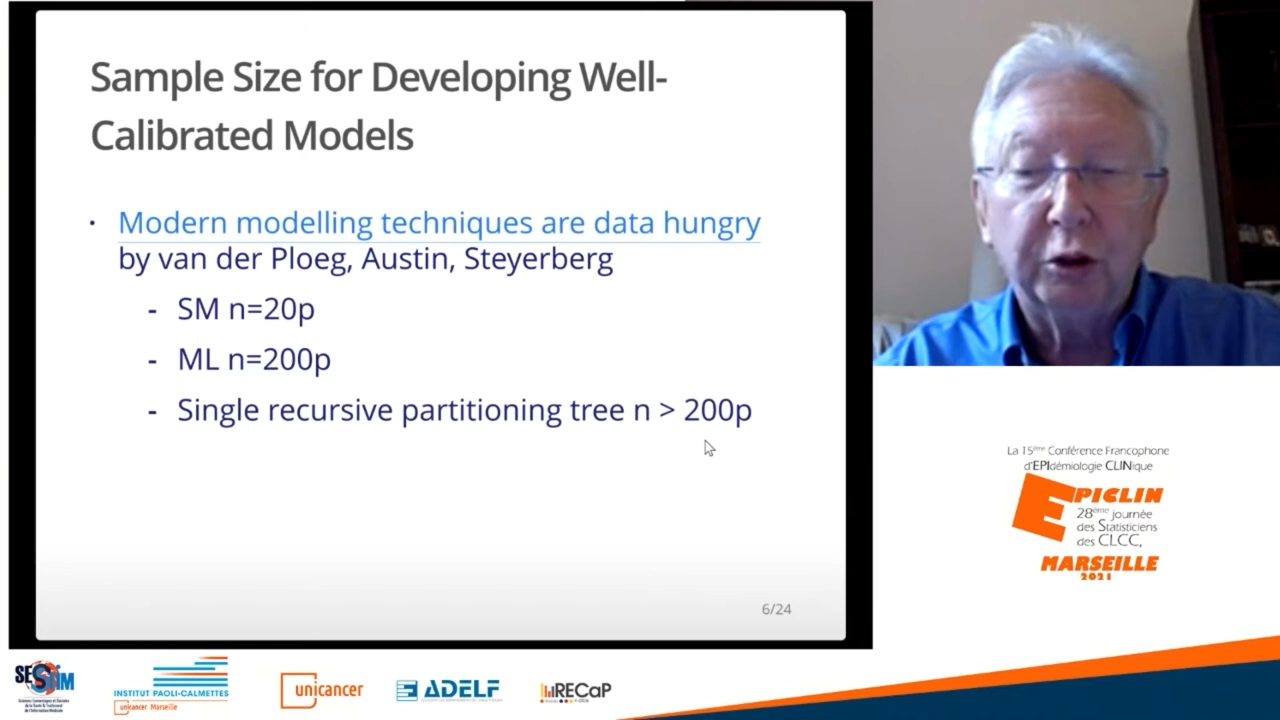 Sample Size for Developing Well-
Calibrated Models
· Modern modelling techniques are data hungry
by van der Ploeg, Austin, Steyerberg
- SM n=20p
- ML n=200p
- Single recursive partitioning tree n > 200p
6/24
La 15ème Conférence Francophone
d'EPIdémiologie CLINique
EPICLIN
28ème journée
des Statisticiens
des CLCC,
MARSEILLE
2021
SESSTIM
INSTITUT PAOLI-CALMETTES
unicancer Marseille
unicancer
ADELF
RECaP